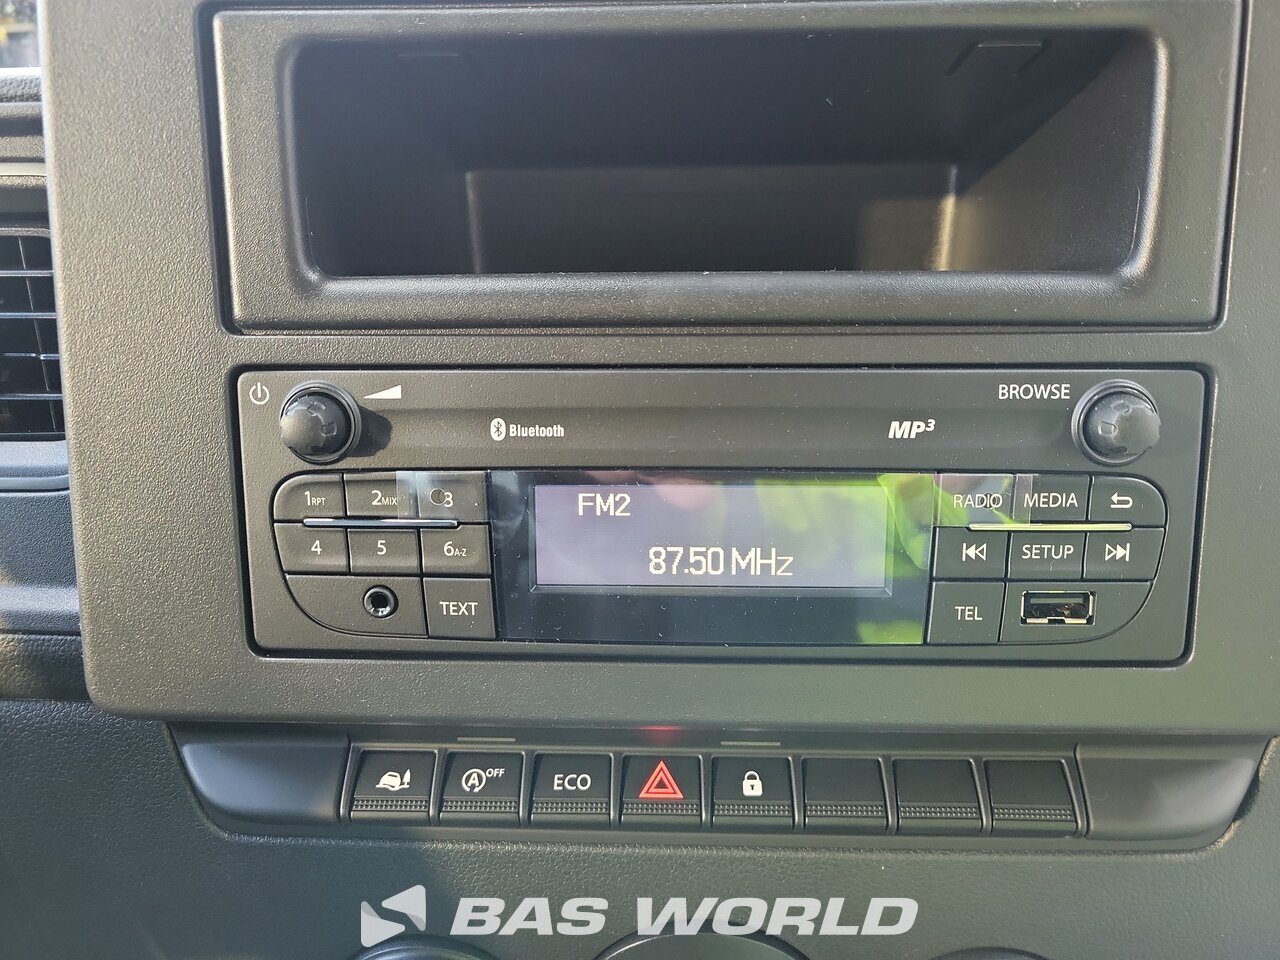 BROWSE
Bluetooth
MP3
1RPT 2MIX 3
FM2
RADIO MEDIA
4 5 6A-Z
87.50 MHz
SETUP
TEXT
TEL
A OFF
ECO
BAS WORLD